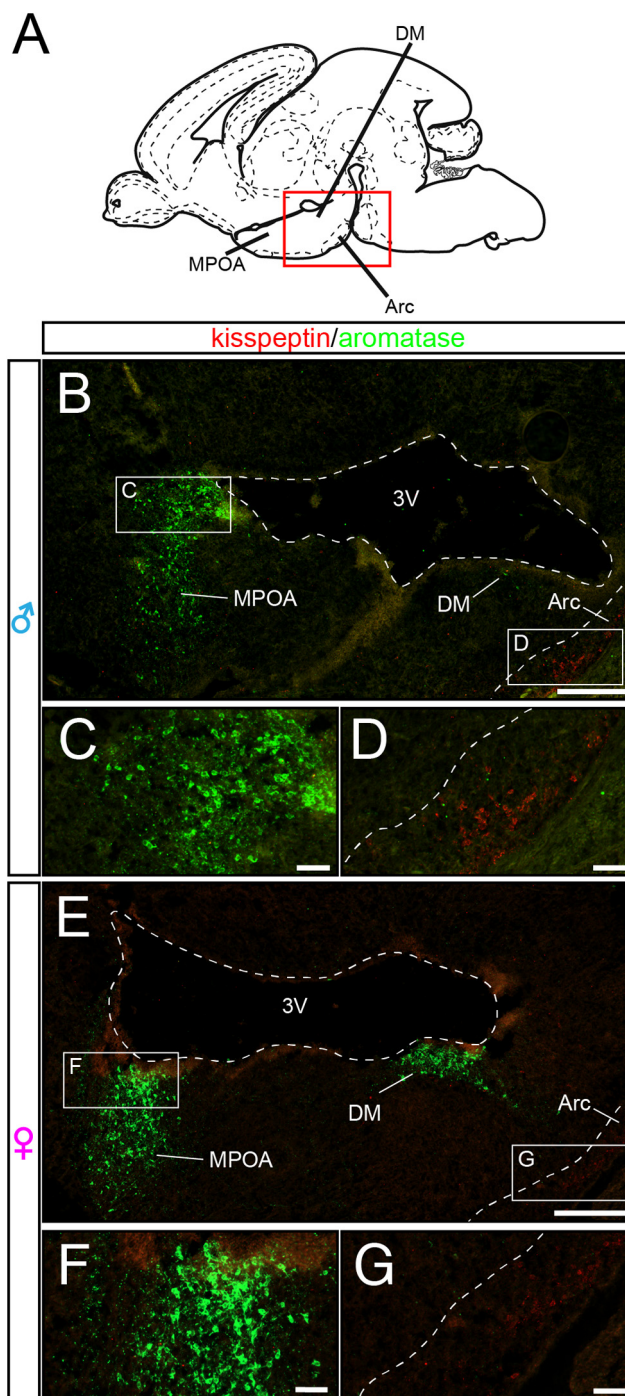 A
DM
MPOA
Arc
kisspeptin/aromatase
♂
B
C
3V
MPOA
DM
Arc
D
C
D
♀
E
3V
F
DM
MPOA
Arc
G
F
G